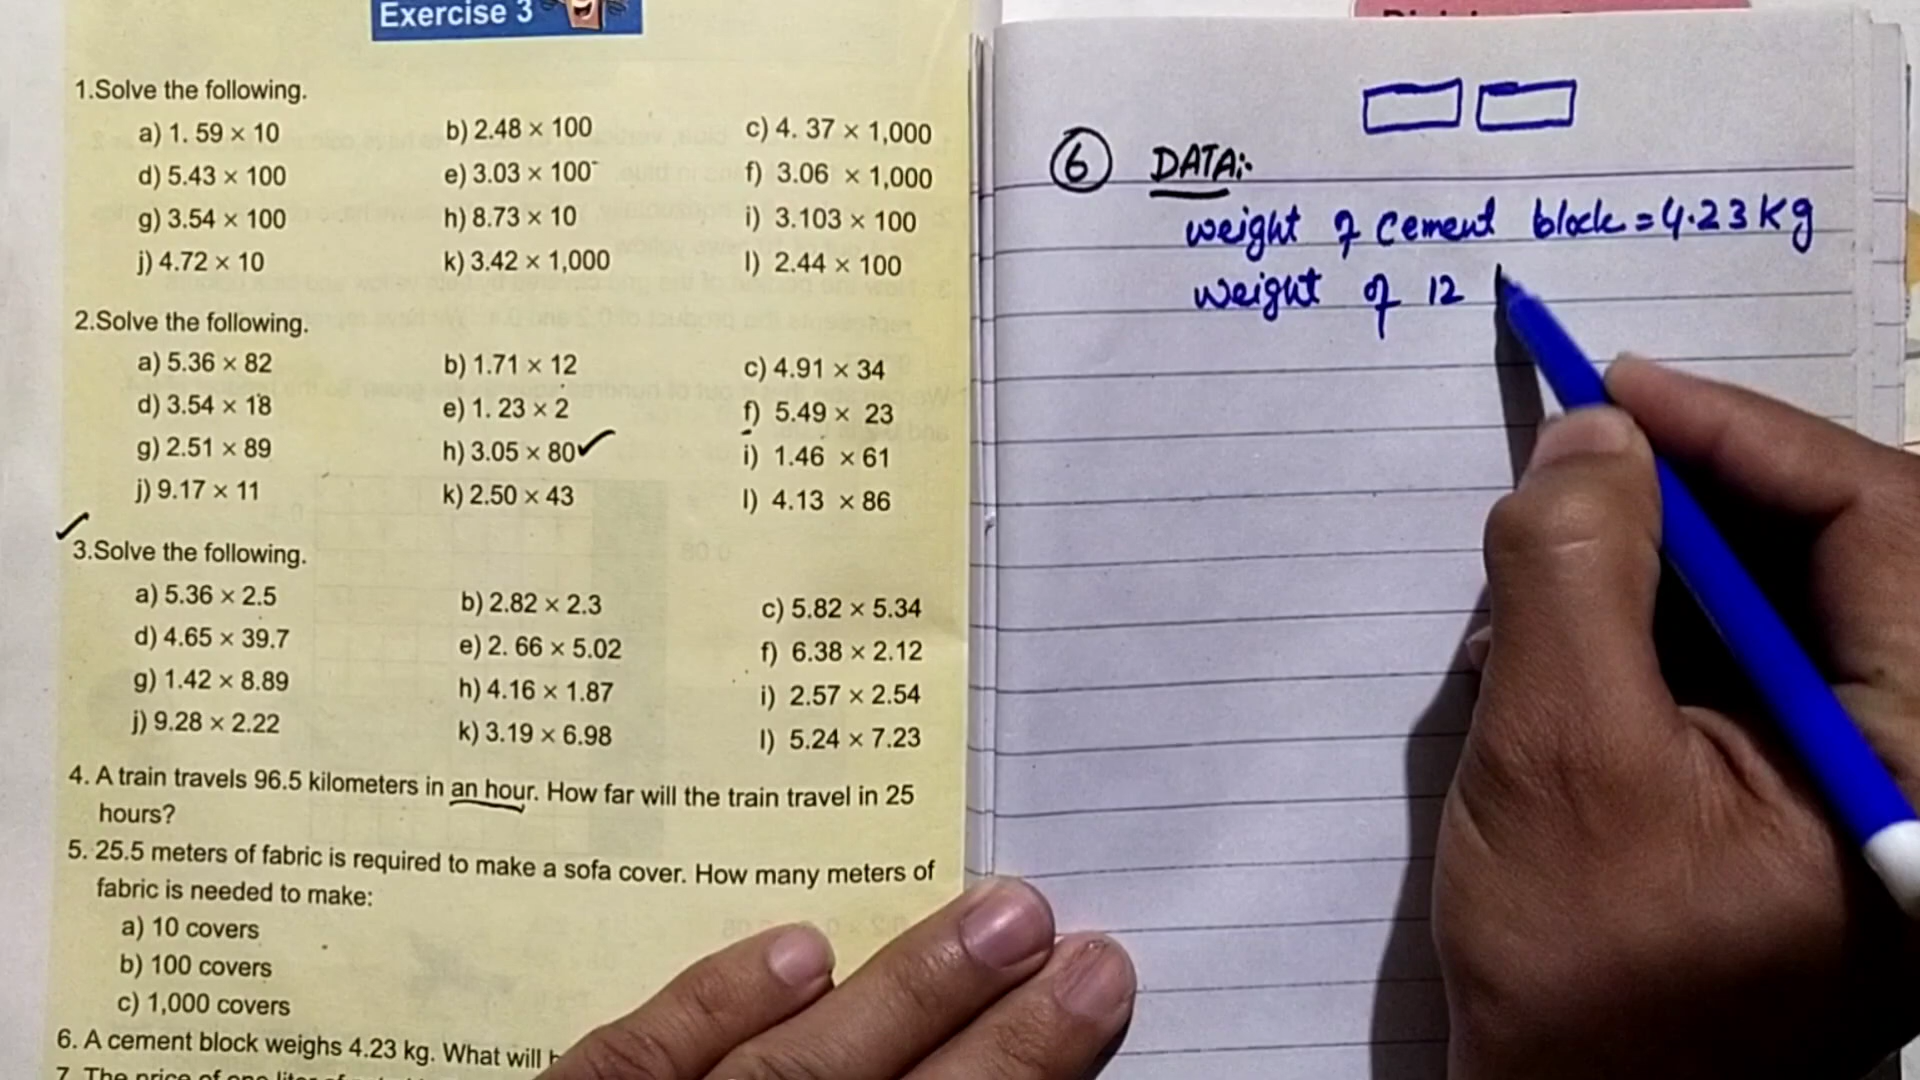 Exercise 3
1.Solve the following.
a) 1. 59 × 10 b) 2.48 × 100 c) 4. 37 × 1,000
d) 5.43 × 100 e) 3.03 × 100 f) 3.06 × 1,000
g) 3.54 × 100 h) 8.73 × 10 i) 3.103 × 100
j) 4.72 × 10 k) 3.42 × 1,000 l) 2.44 × 100
2.Solve the following.
a) 5.36 × 82 b) 1.71 × 12 c) 4.91 × 34
d) 3.54 × 18 e) 1. 23 × 2 f) 5.49 × 23
g) 2.51 × 89 h) 3.05 × 80 i) 1.46 × 61
j) 9.17 × 11 k) 2.50 × 43 l) 4.13 × 86
3.Solve the following.
a) 5.36 × 2.5 b) 2.82 × 2.3 c) 5.82 × 5.34
d) 4.65 × 39.7 e) 2. 66 × 5.02 f) 6.38 × 2.12
g) 1.42 × 8.89 h) 4.16 × 1.87 i) 2.57 × 2.54
j) 9.28 × 2.22 k) 3.19 × 6.98 l) 5.24 × 7.23
4. A train travels 96.5 kilometers in an hour. How far will the train travel in 25
hours?
5. 25.5 meters of fabric is required to make a sofa cover. How many meters of
fabric is needed to make:
a) 10 covers
b) 100 covers
c) 1,000 covers
6. A cement block weighs 4.23 kg. What will
7. The price of one
6 DATA:
weight of cement block = 4.23 kg
weight of 12